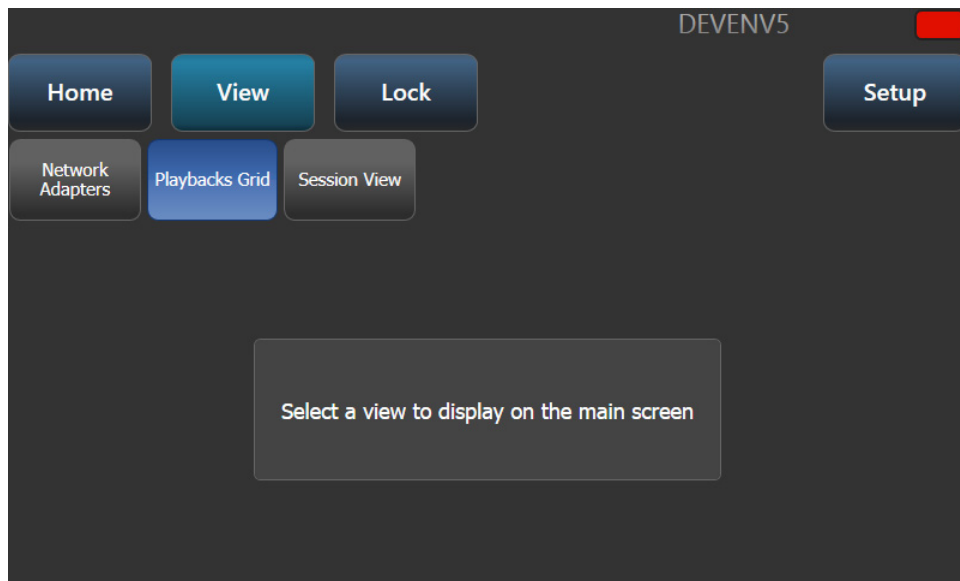 DEVENV5
Home
View
Lock
Setup
Network
Adapters
Playbacks Grid
Session View
Select a view to display on the main screen